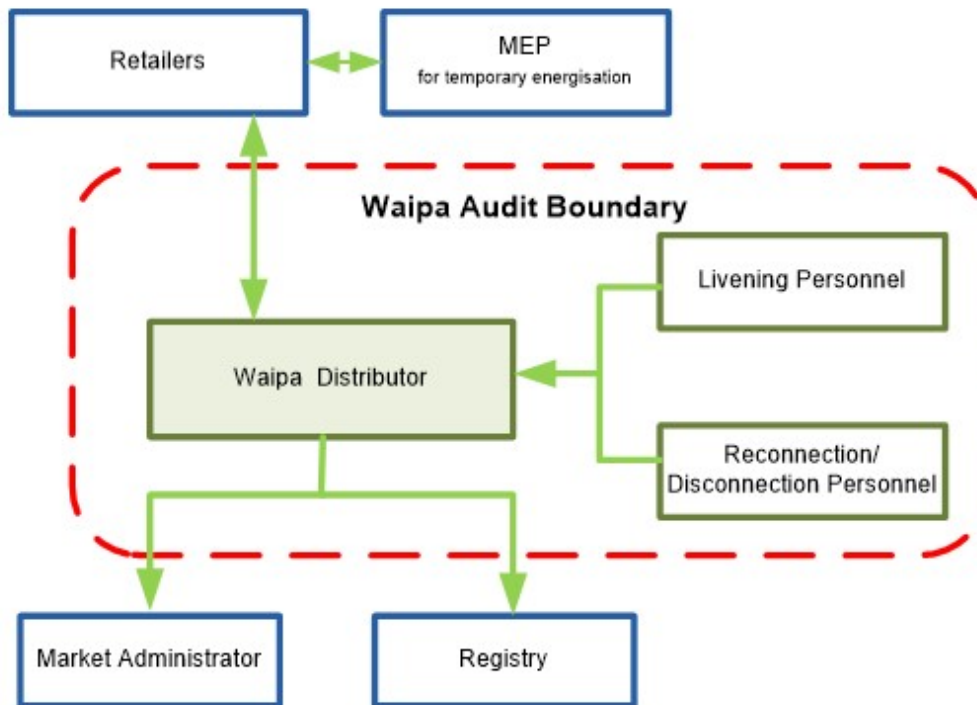 Retailers
MEP
for temporary energisation
Waipa Audit Boundary
Livening Personnel
Waipa Distributor
Reconnection/
Disconnection Personnel
Market Administrator
Registry